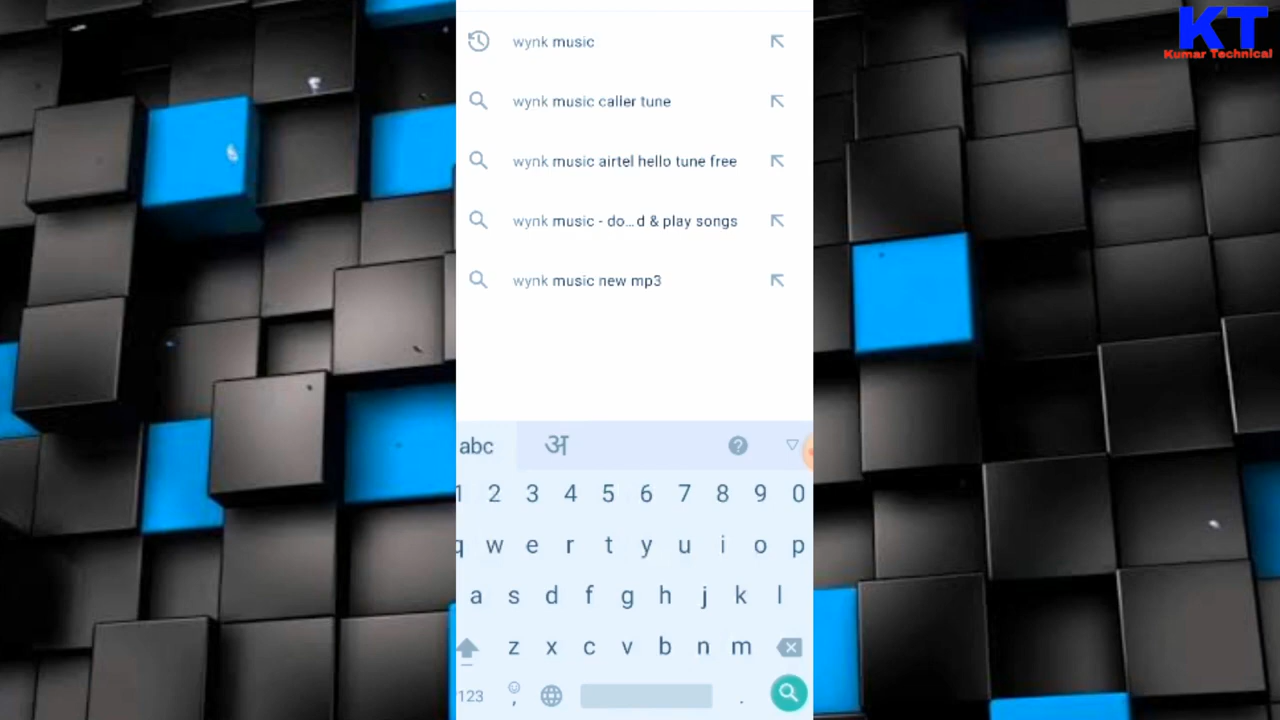 KT
Kumar Technical
wynk music
wynk music caller tune
wynk music airtel hello tune free
wynk music - do...d & play songs
wynk music new mp3
abc अ ?
1 2 3 4 5 6 7 8 9 0
q w e r t y u i o p
a s d f g h j k l
z x c v b n m
123 , .